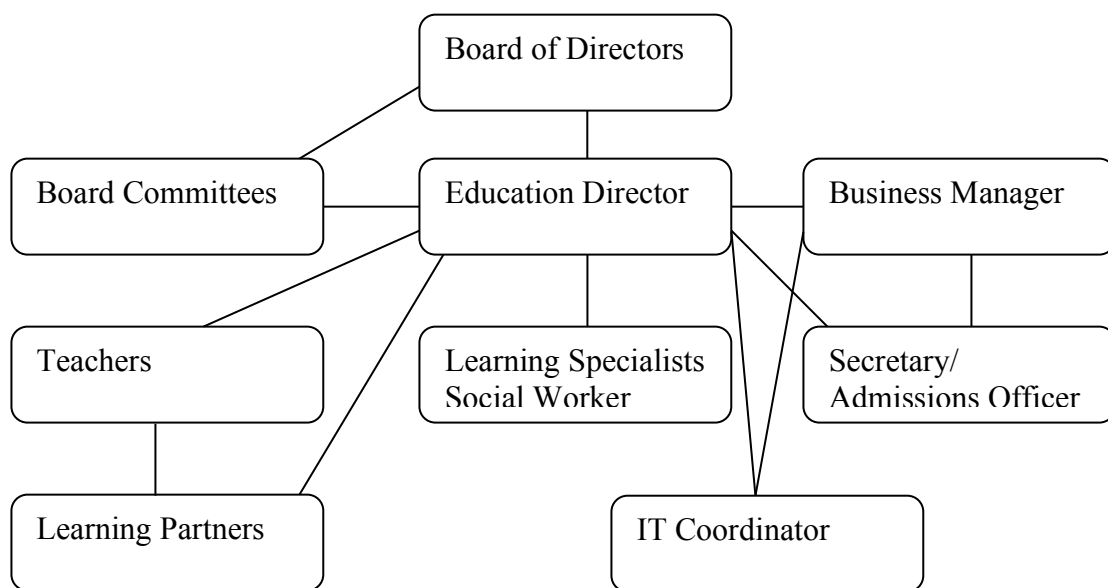 Board of Directors
Board Committees
Education Director
Business Manager
Teachers
Learning Specialists
Social Worker
Secretary/
Admissions Officer
Learning Partners
IT Coordinator